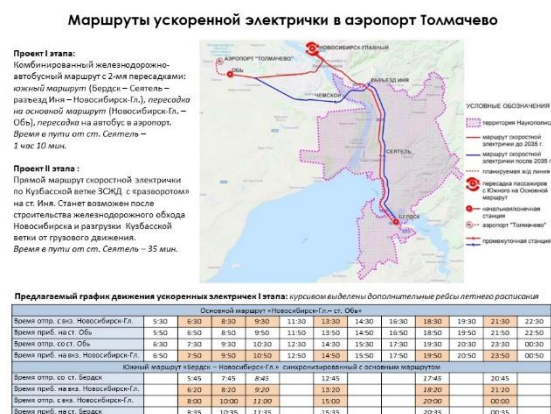 Маршруты ускоренной электрички в аэропорт Толмачево
Проект I этапа:
Комбинированный железнодорожно-
автобусный маршрут с 2-мя пересадками:
южный маршрут (Бердск – Сеятель –
разъезд Иня – Новосибирск-Гл.), пересадка
на основной маршрут (Новосибирск-Гл. –
Обь), пересадка на автобус в аэропорт.
Время в пути от ст. Сеятель –
1 час 10 мин.
Проект II этапа :
Прямой маршрут скоростной электрички
по Кузбасской ветке ЗСЖД с «разворотом»
на ст. Иня. Станет возможен после
строительства железнодорожного обхода
Новосибирска и разгрузки Кузбасской
ветки от грузового движения.
Время в пути от ст. Сеятель – 35 мин.
НОВОСИБИРСК-ГЛАВНЫЙ
АЭРОПОРТ "ТОЛМАЧЕВО"
ОБЬ
ЧЕМСКОЙ
РАЗЪЕЗД ИНЯ
СЕЯТЕЛЬ
БЕРДСК
УСЛОВНЫЕ ОБОЗНАЧЕНИЯ
территория Наукополиса
маршрут скоростной
электрички до 2035 г.
маршрут скоростной
электрички после 2035 г.
планируемая ж/д линия
пересадка пассажиров
с Южного на Основной
маршрут
начальная/конечная
станция
аэропорт "Толмачево"
промежуточная станция
Предлагаемый график движения ускоренных электричек I этапа: курсивом выделены дополнительные рейсы летнего расписания
Основной маршрут «Новосибирск-Гл.– ст. Обь»
Время отпр. с вкз. Новосибирск-Гл. 5:30 6:30 8:30 9:30 11:30 13:30 14:30 16:30 18:30 19:30 21:30 22:30
Время приб. на ст. Обь 5:50 6:50 8:50 9:50 11:50 13:50 14:50 16:50 18:50 19:50 21:50 22:50
Время отпр. со ст. Обь 6:30 7:30 9:30 10:30 12:30 14:30 15:30 17:30 19:30 20:30 23:30 00:30
Время приб. на вкз. Новосибирск-Гл. 6:50 7:50 9:50 10:50 12:50 14:50 15:50 17:50 19:50 20:50 23:50 00:50
Южный маршрут «Бердск – Новосибирск-Гл.» синхронизированный с основным маршрутом
Время отпр. со ст. Бердск 5:45 7:45 8:45 12:45 17:45 20:45
Время приб. на вкз. Новосибирск-Гл. 6:20 8:20 9:20 13:20 18:20 21:20
Время отпр. с вкз. Новосибирск-Гл. 8:00 10:00 11:00 15:00 20:00 00:00
Время приб. на ст. Бердск 8:35 10:35 11:35 15:35 20:35 00:35